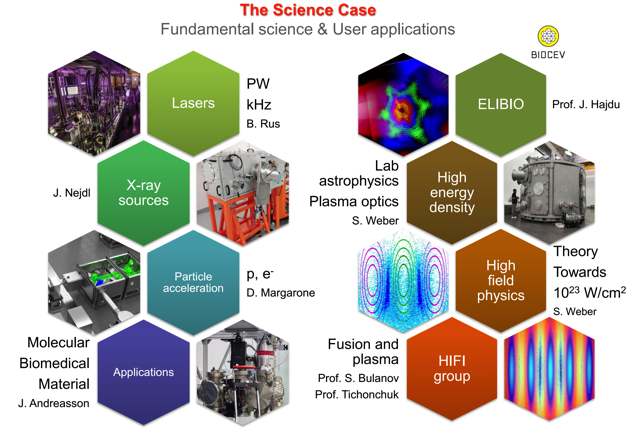 The Science Case
Fundamental science & User applications
BIOCEV
Lasers
PW
kHz
B. Rus
J. Nejdl
X-ray
sources
Particle
acceleration
p, e⁻
D. Margarone
Molecular
Biomedical
Material
J. Andreasson
Applications
ELIBIO
Prof. J. Hajdu
Lab
astrophysics
Plasma optics
S. Weber
High
energy
density
High
field
physics
Theory
Towards
10²³ W/cm²
S. Weber
Fusion and
plasma
Prof. S. Bulanov
Prof. Tichonchuk
HIFI
group